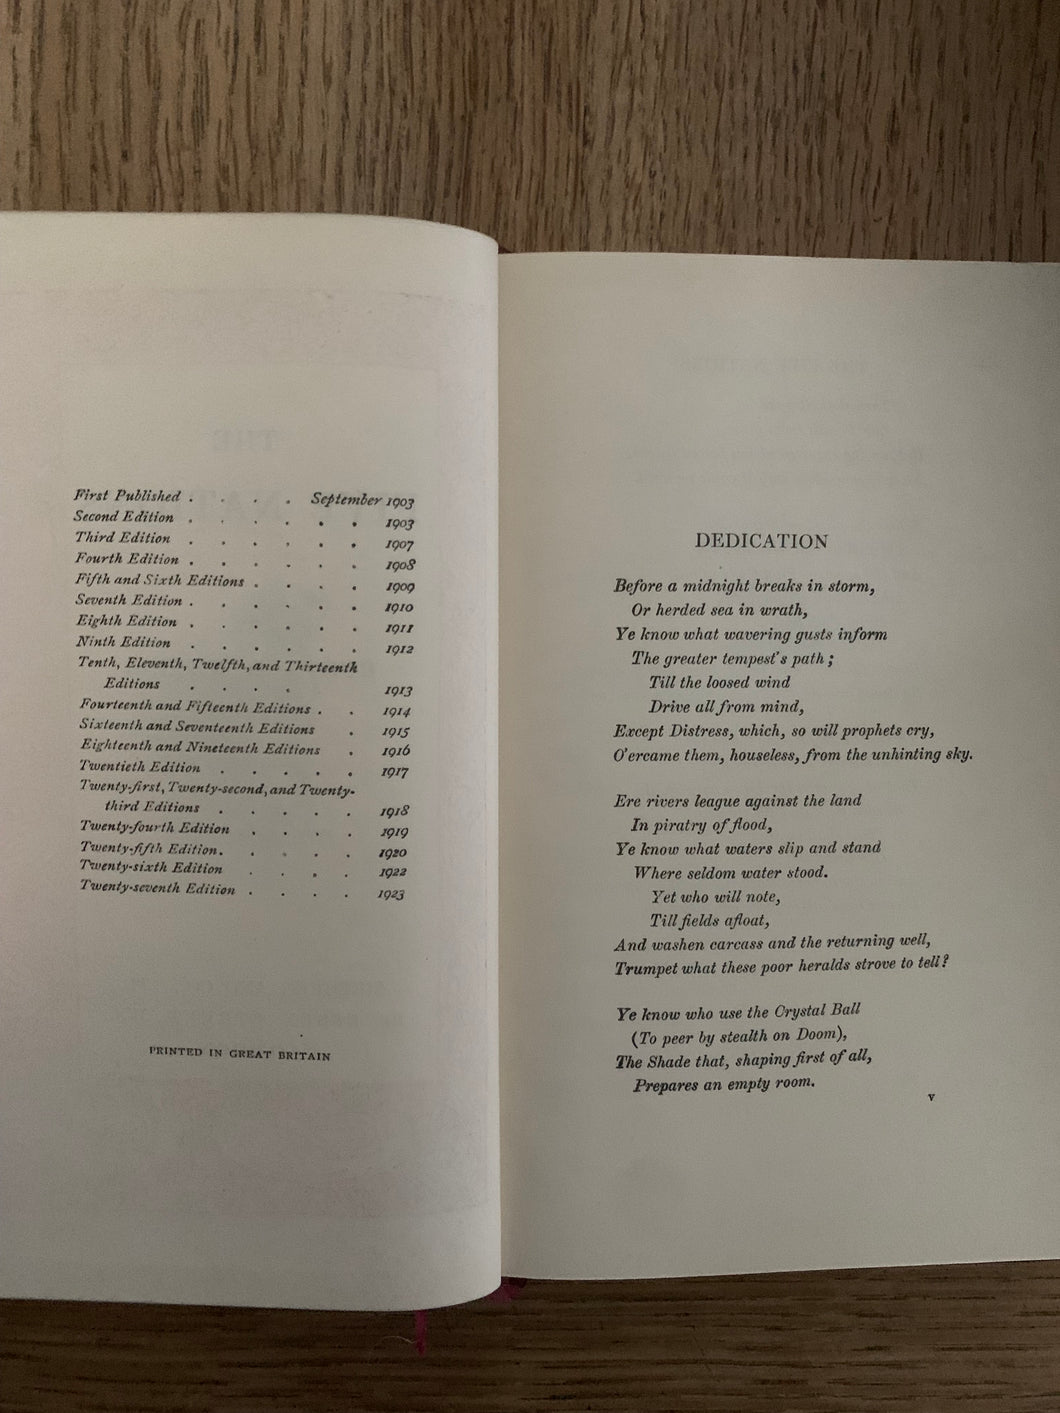 First Published . . . . September 1903
Second Edition . . . . . . 1903
Third Edition . . . . . . 1907
Fourth Edition . . . . . . 1908
Fifth and Sixth Editions . . . . 1909
Seventh Edition . . . . . . 1910
Eighth Edition . . . . . . 1911
Ninth Edition . . . . . . 1912
Tenth, Eleventh, Twelfth, and Thirteenth
Editions . . . . 1913
Fourteenth and Fifteenth Editions . . 1914
Sixteenth and Seventeenth Editions . 1915
Eighteenth and Nineteenth Editions . 1916
Twentieth Edition . . . . . 1917
Twenty-first, Twenty-second, and Twenty-
third Editions . . . . . 1918
Twenty-fourth Edition . . . . 1919
Twenty-fifth Edition. . . . . 1920
Twenty-sixth Edition . . . . 1922
Twenty-seventh Edition . . . . 1923
PRINTED IN GREAT BRITAIN
DEDICATION
Before a midnight breaks in storm,
Or herded sea in wrath,
Ye know what wavering gusts inform
The greater tempest's path ;
Till the loosed wind
Drive all from mind,
Except Distress, which, so will prophets cry,
O'ercame them, houseless, from the unhinting sky.
Ere rivers league against the land
In piratry of flood,
Ye know what waters slip and stand
Where seldom water stood.
Yet who will note,
Till fields afloat,
And washen carcass and the returning well,
Trumpet what these poor heralds strove to tell ?
Ye know who use the Crystal Ball
(To peer by stealth on Doom),
The Shade that, shaping first of all,
Prepares an empty room.
v